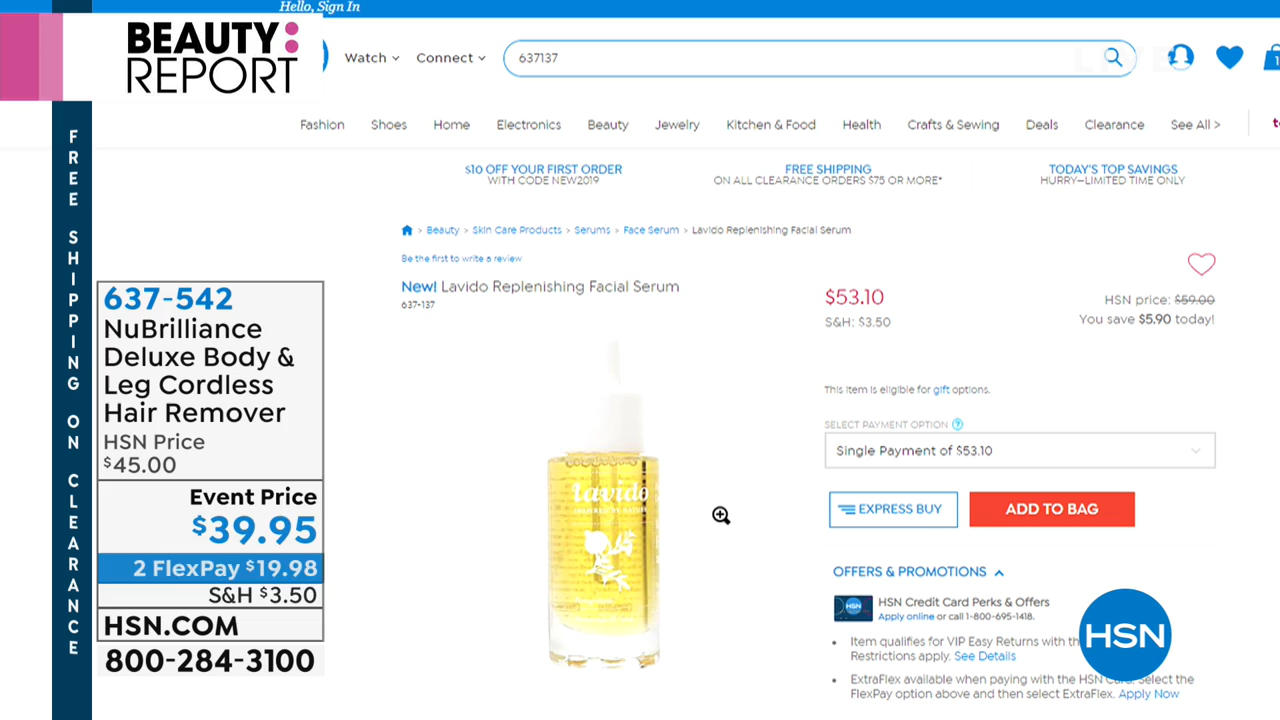 Hello, Sign In
BEAUTY:
REPORT
Watch
Connect
637137
1
Fashion
Shoes
Home
Electronics
Beauty
Jewelry
Kitchen & Food
Health
Crafts & Sewing
Deals
Clearance
See All >
$10 OFF YOUR FIRST ORDER
WITH CODE NEW2019
FREE SHIPPING
ON ALL CLEARANCE ORDERS $75 OR MORE*
TODAY'S TOP SAVINGS
HURRY—LIMITED TIME ONLY
FREE SHIPPING ON CLEARANCE
> Beauty > Skin Care Products > Serums > Face Serum > Lavido Replenishing Facial Serum
Be the first to write a review
New! Lavido Replenishing Facial Serum
637-137
$53.10
S&H: $3.50
HSN price: $59.00
You save $5.90 today!
This item is eligible for gift options.
SELECT PAYMENT OPTION ?
Single Payment of $53.10
EXPRESS BUY
ADD TO BAG
OFFERS & PROMOTIONS
HSN
HSN Credit Card Perks & Offers
Apply online or call 1-800-695-1418.
Item qualifies for VIP Easy Returns with
Restrictions apply. See Details
ExtraFlex available when paying with the HSN Card. Select the
FlexPay option above and then select ExtraFlex. Apply Now
HSN
lavido
INSPIRED BY NATURE
637-542
NuBrilliance
Deluxe Body &
Leg Cordless
Hair Remover
HSN Price
$45.00
Event Price
$39.95
2 FlexPay $19.98
S&H $3.50
HSN.COM
800-284-3100